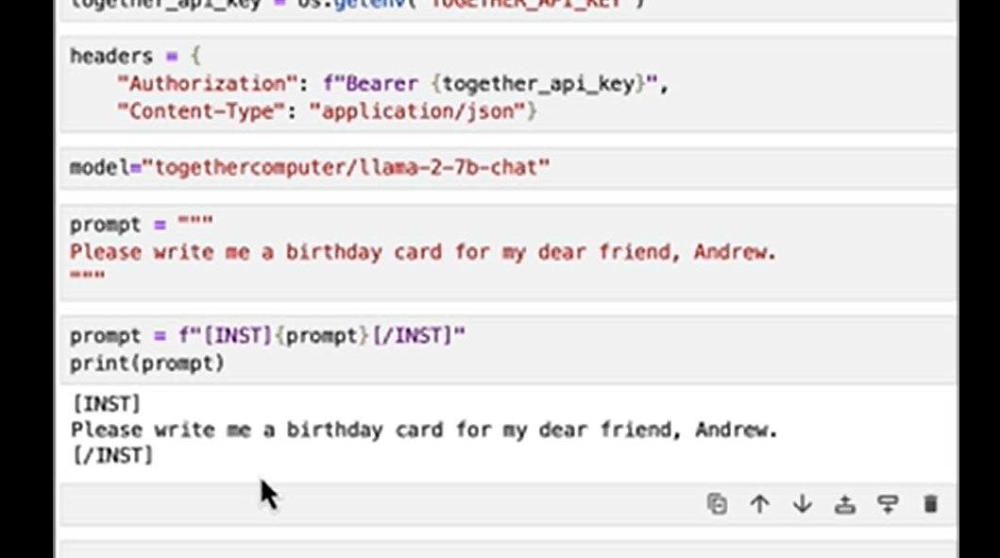 together_api_key = os.getenv("TOGETHER_API_KEY")
headers = {
    "Authorization": f"Bearer {together_api_key}",
    "Content-Type": "application/json"}
model="togethercomputer/llama-2-7b-chat"
prompt = """
Please write me a birthday card for my dear friend, Andrew.
"""
prompt = f"[INST]{prompt}[/INST]"
print(prompt)
[INST]
Please write me a birthday card for my dear friend, Andrew.
[/INST]